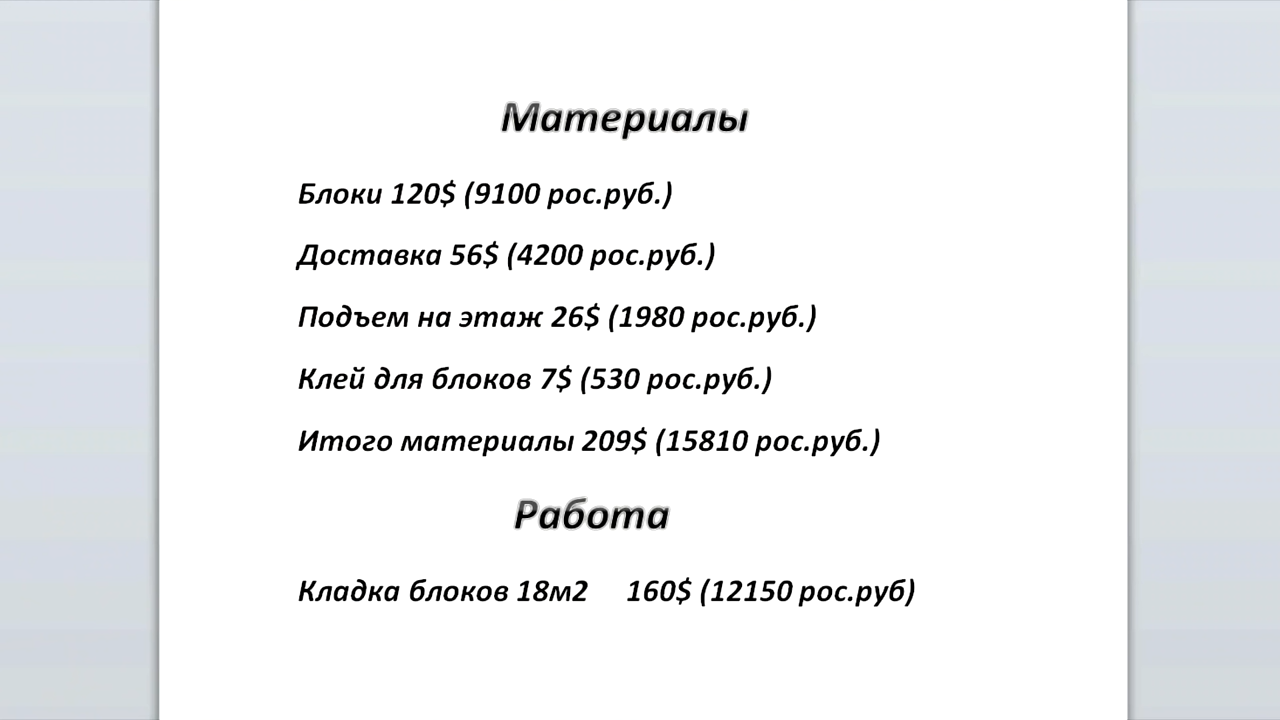 Материалы
Блоки 120$ (9100 рос.руб.)
Доставка 56$ (4200 рос.руб.)
Подъем на этаж 26$ (1980 рос.руб.)
Клей для блоков 7$ (530 рос.руб.)
Итого материалы 209$ (15810 рос.руб.)
Работа
Кладка блоков 18м2 160$ (12150 рос.руб)